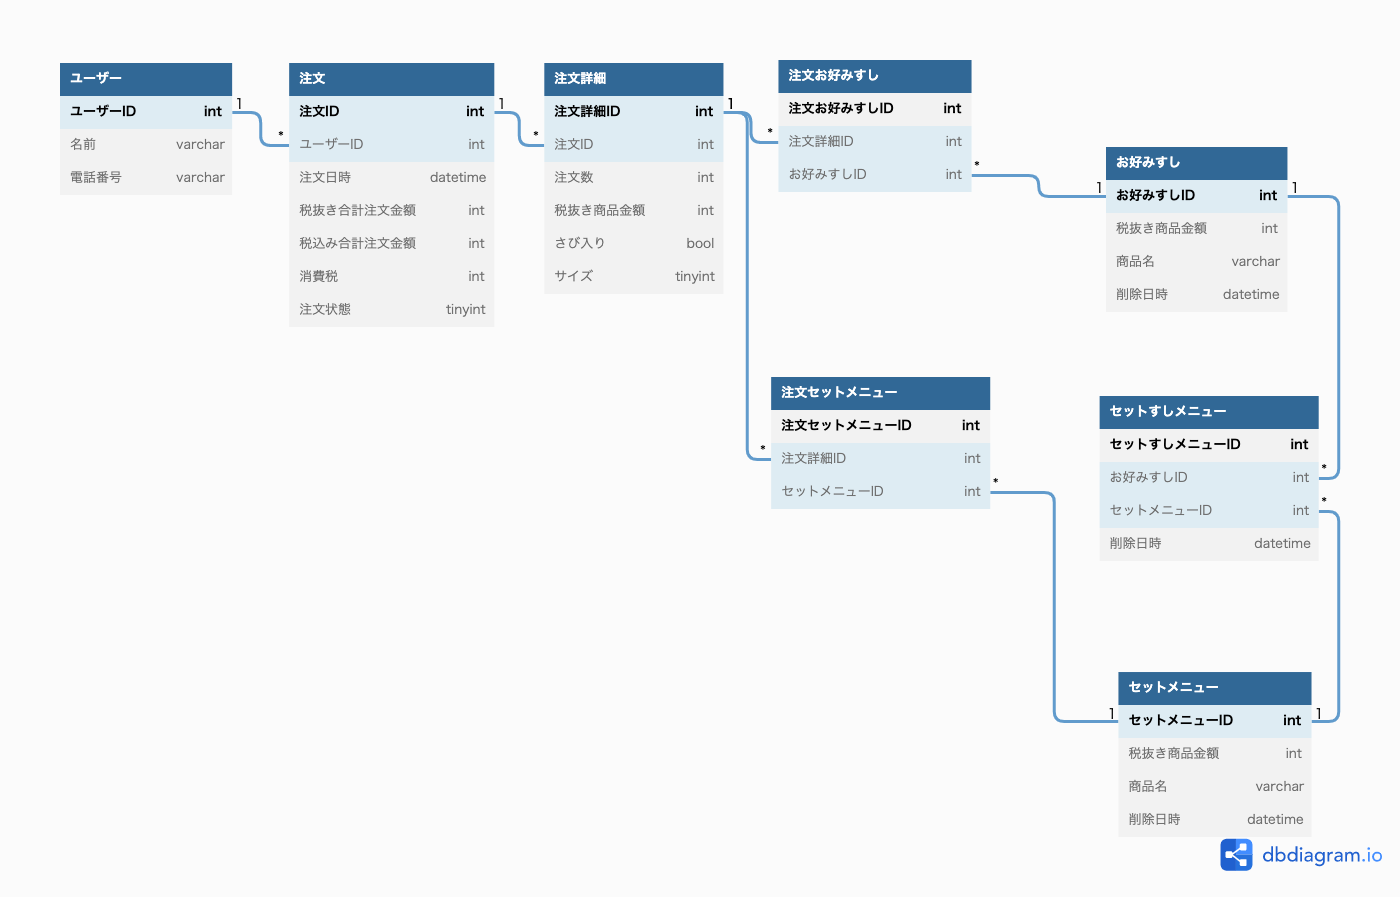 ユーザー
ユーザーID int
名前 varchar
電話番号 varchar
1
*
注文
注文ID int
ユーザーID int
注文日時 datetime
税抜き合計注文金額 int
税込み合計注文金額 int
消費税 int
注文状態 tinyint
1
*
注文詳細
注文詳細ID int
注文ID int
注文数 int
税抜き商品金額 int
さび入り bool
サイズ tinyint
1
*
注文お好みすし
注文お好みすしID int
注文詳細ID int
お好みすしID int
*
1
お好みすし
お好みすしID int
税抜き商品金額 int
商品名 varchar
削除日時 datetime
1
*
注文セットメニュー
注文セットメニューID int
注文詳細ID int
セットメニューID int
*
セットすしメニュー
セットすしメニューID int
お好みすしID int
セットメニューID int
削除日時 datetime
*
*
1
セットメニュー
セットメニューID int
税抜き商品金額 int
商品名 varchar
削除日時 datetime
1
dbdiagram.io